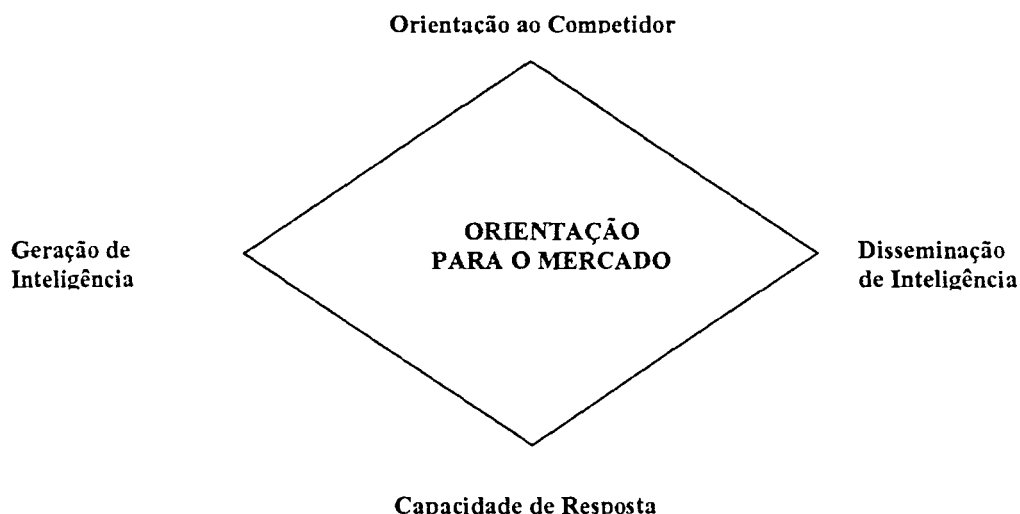 Orientação ao Competidor
ORIENTAÇÃO
PARA O MERCADO
Geração de
Inteligência
Disseminação
de Inteligência
Capacidade de Resposta